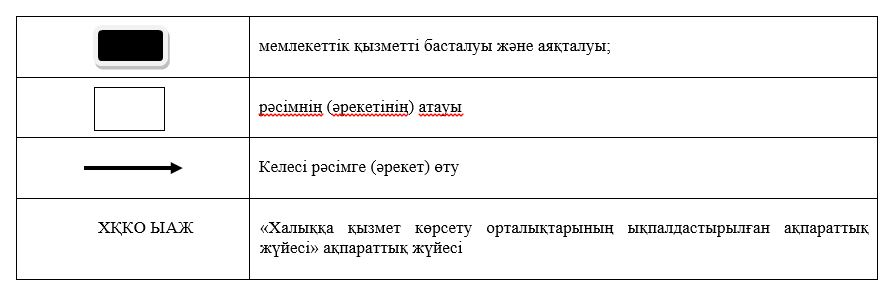 мемлекеттік қызметті басталуы және аяқталуы;
рәсімнің (әрекетінің) атауы
Келесі рәсімге (әрекет) өту
ХҚКО ЫАЖ
«Халыққа қызмет көрсету орталықтарының ықпалдастырылған ақпараттық
жүйесі» ақпараттық жүйесі